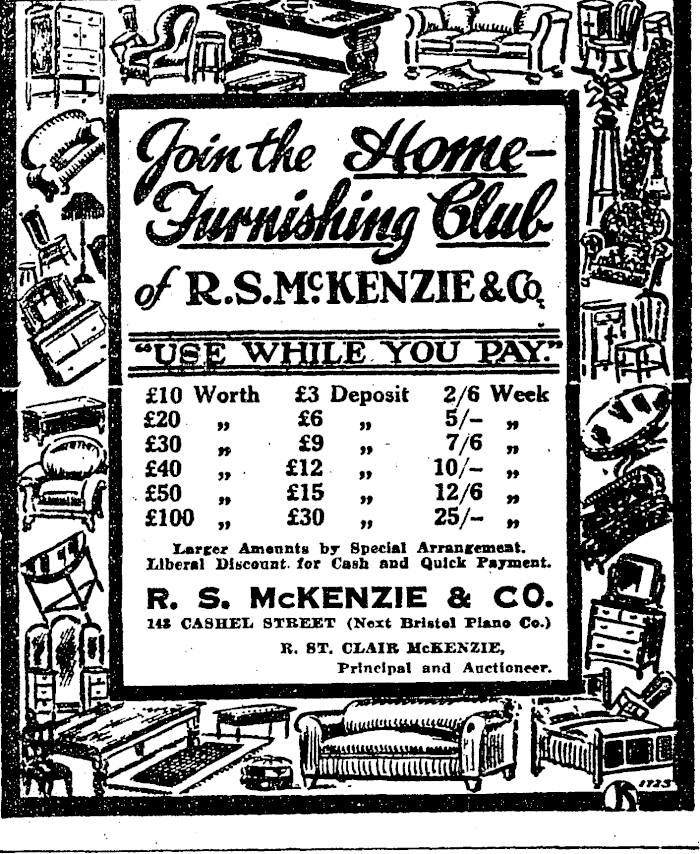 Join the Home-
Furnishing Club
of R.S. McKENZIE & Co.
"USE WHILE YOU PAY."
£10 Worth £3 Deposit 2/6 Week
£20 „ £6 „ 5/- „
£30 „ £9 „ 7/6 „
£40 „ £12 „ 10/- „
£50 „ £15 „ 12/6 „
£100 „ £30 „ 25/- „
Larger Amounts by Special Arrangement.
Liberal Discount for Cash and Quick Payment.
R. S. McKENZIE & CO.
143 CASHEL STREET (Next Bristol Piano Co.)
R. ST. CLAIR McKENZIE,
Principal and Auctioneer.